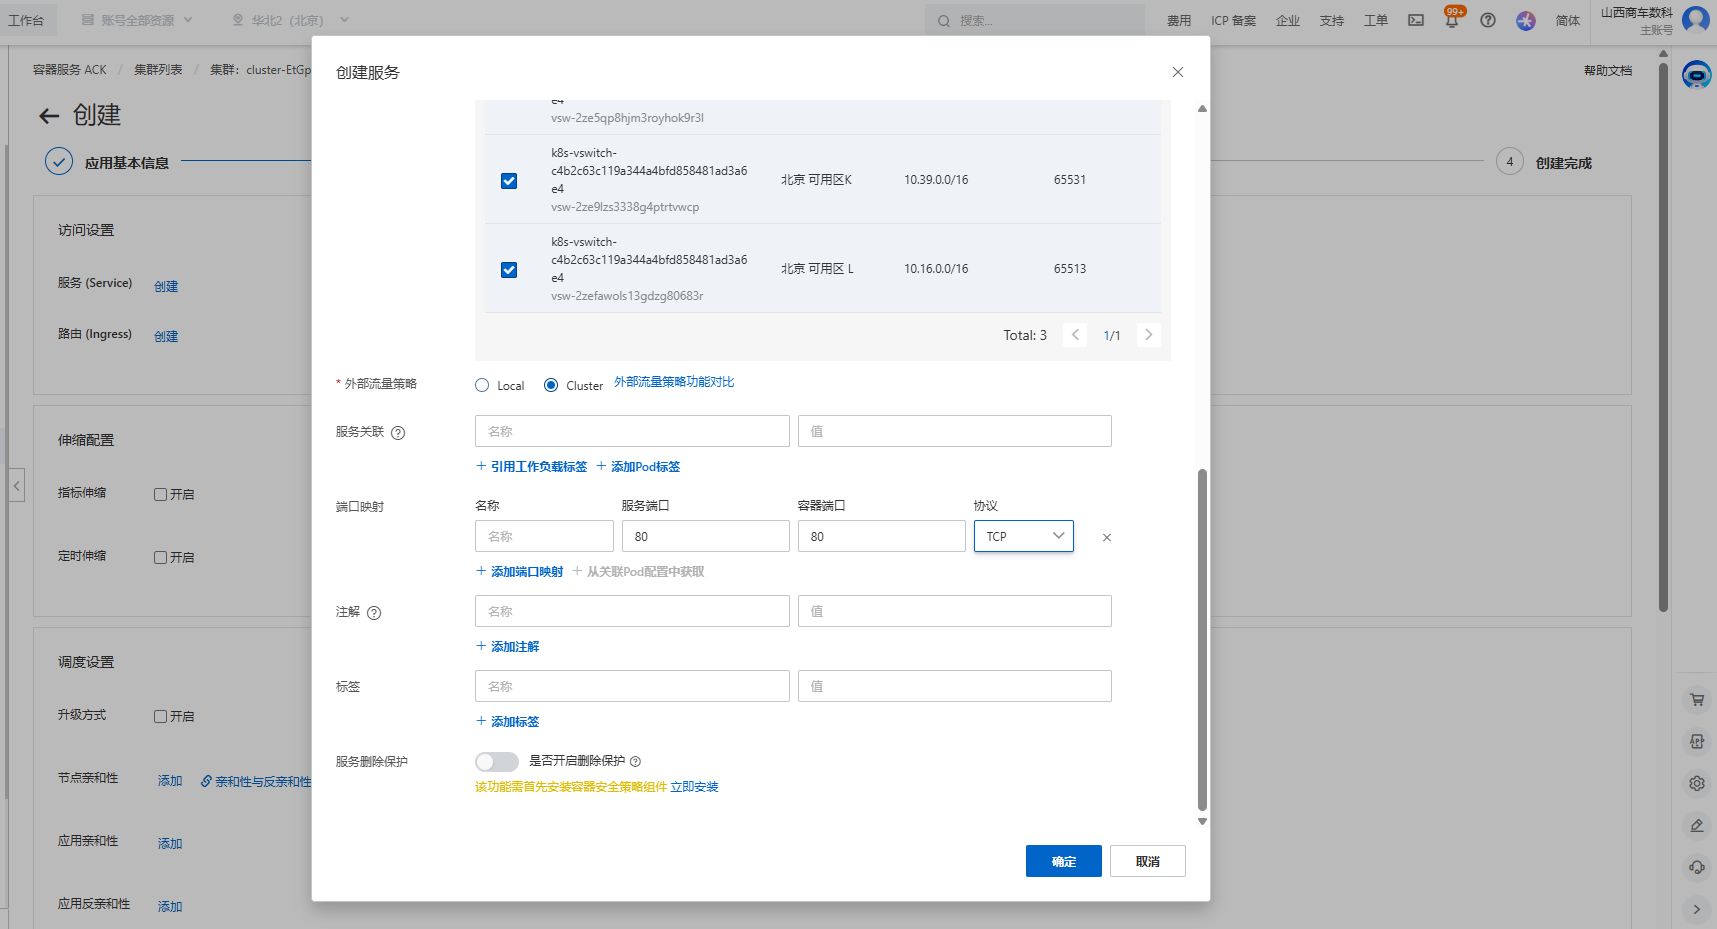 工作台
账号全部资源
华北2（北京）
搜索...
费用
ICP 备案
企业
支持
工单
99+
简体
山西商车数科
主账号
容器服务 ACK / 集群列表 / 集群：cluster-EtGp
帮助文档
创建
应用基本信息
4
创建完成
访问设置
服务 (Service)
创建
路由 (Ingress)
创建
伸缩配置
指标伸缩
开启
定时伸缩
开启
调度设置
升级方式
开启
节点亲和性
添加
亲和性与反亲和性
应用亲和性
添加
应用反亲和性
添加
创建服务
e4
vsw-2ze5qp8hjm3royhok9r3l
k8s-vswitch-
c4b2c63c119a344a4bfd858481ad3a6
e4
vsw-2ze9lzs3338g4ptrtvwcp
北京 可用区K
10.39.0.0/16
65531
k8s-vswitch-
c4b2c63c119a344a4bfd858481ad3a6
e4
vsw-2zefawols13gdzg80683r
北京 可用区 L
10.16.0.0/16
65513
Total: 3
1/1
* 外部流量策略
Local
Cluster
外部流量策略功能对比
服务关联
名称
值
+ 引用工作负载标签
+ 添加Pod标签
端口映射
名称
服务端口
容器端口
协议
名称
80
80
TCP
+ 添加端口映射
+ 从关联Pod配置中获取
注解
名称
值
+ 添加注解
标签
名称
值
+ 添加标签
服务删除保护
是否开启删除保护
该功能需首先安装容器安全策略组件 立即安装
确定
取消